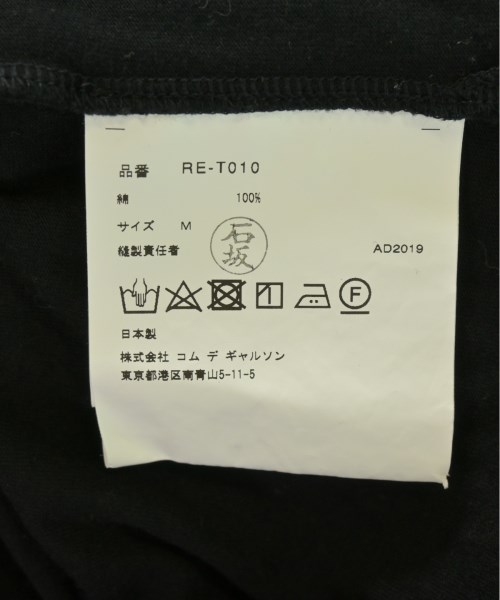 品番 RE-T010
綿 100%
サイズ M
石坂
縫製責任者 AD2019
F
日本製
株式会社 コム デ ギャルソン
東京都港区南青山5-11-5